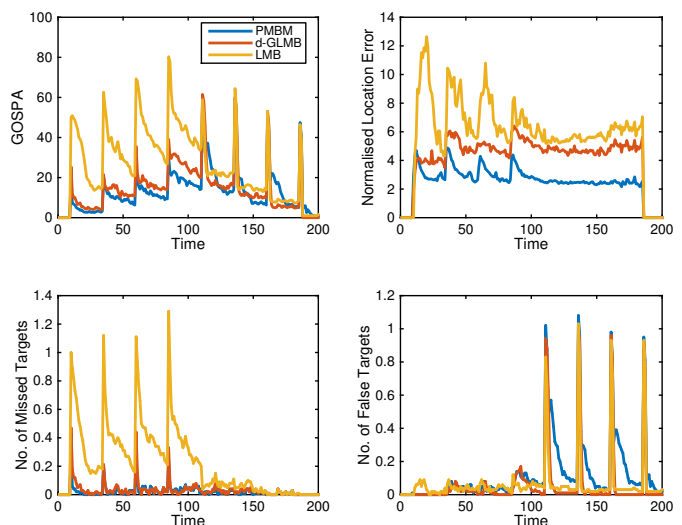 GOSPA
100
80
60
40
20
0
PMBM
d-GLMB
LMB
0 50 100 150 200
Time
Normalised Location Error
14
12
10
8
6
4
2
0
0 50 100 150 200
Time
No. of Missed Targets
1.4
1.2
1
0.8
0.6
0.4
0.2
0
0 50 100 150 200
Time
No. of False Targets
1.2
1
0.8
0.6
0.4
0.2
0
0 50 100 150 200
Time